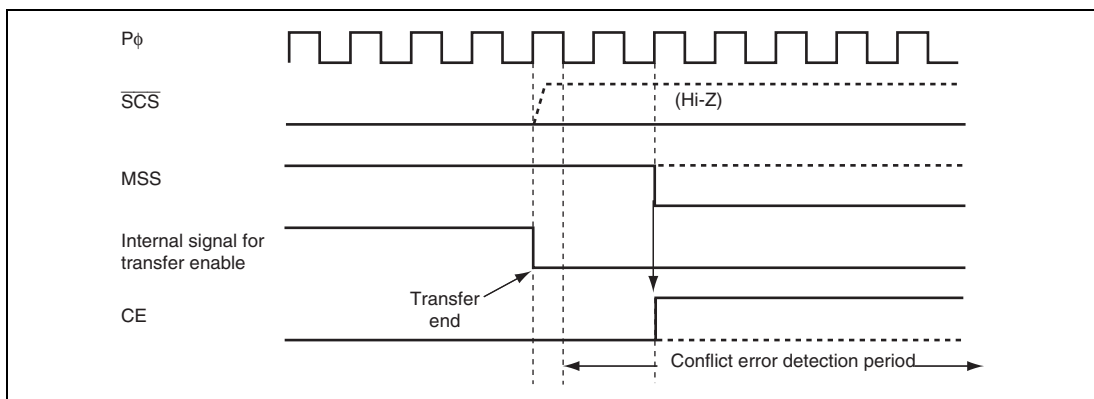 Pϕ
SCS
(Hi-Z)
MSS
Internal signal for
transfer enable
Transfer
end
CE
Conflict error detection period